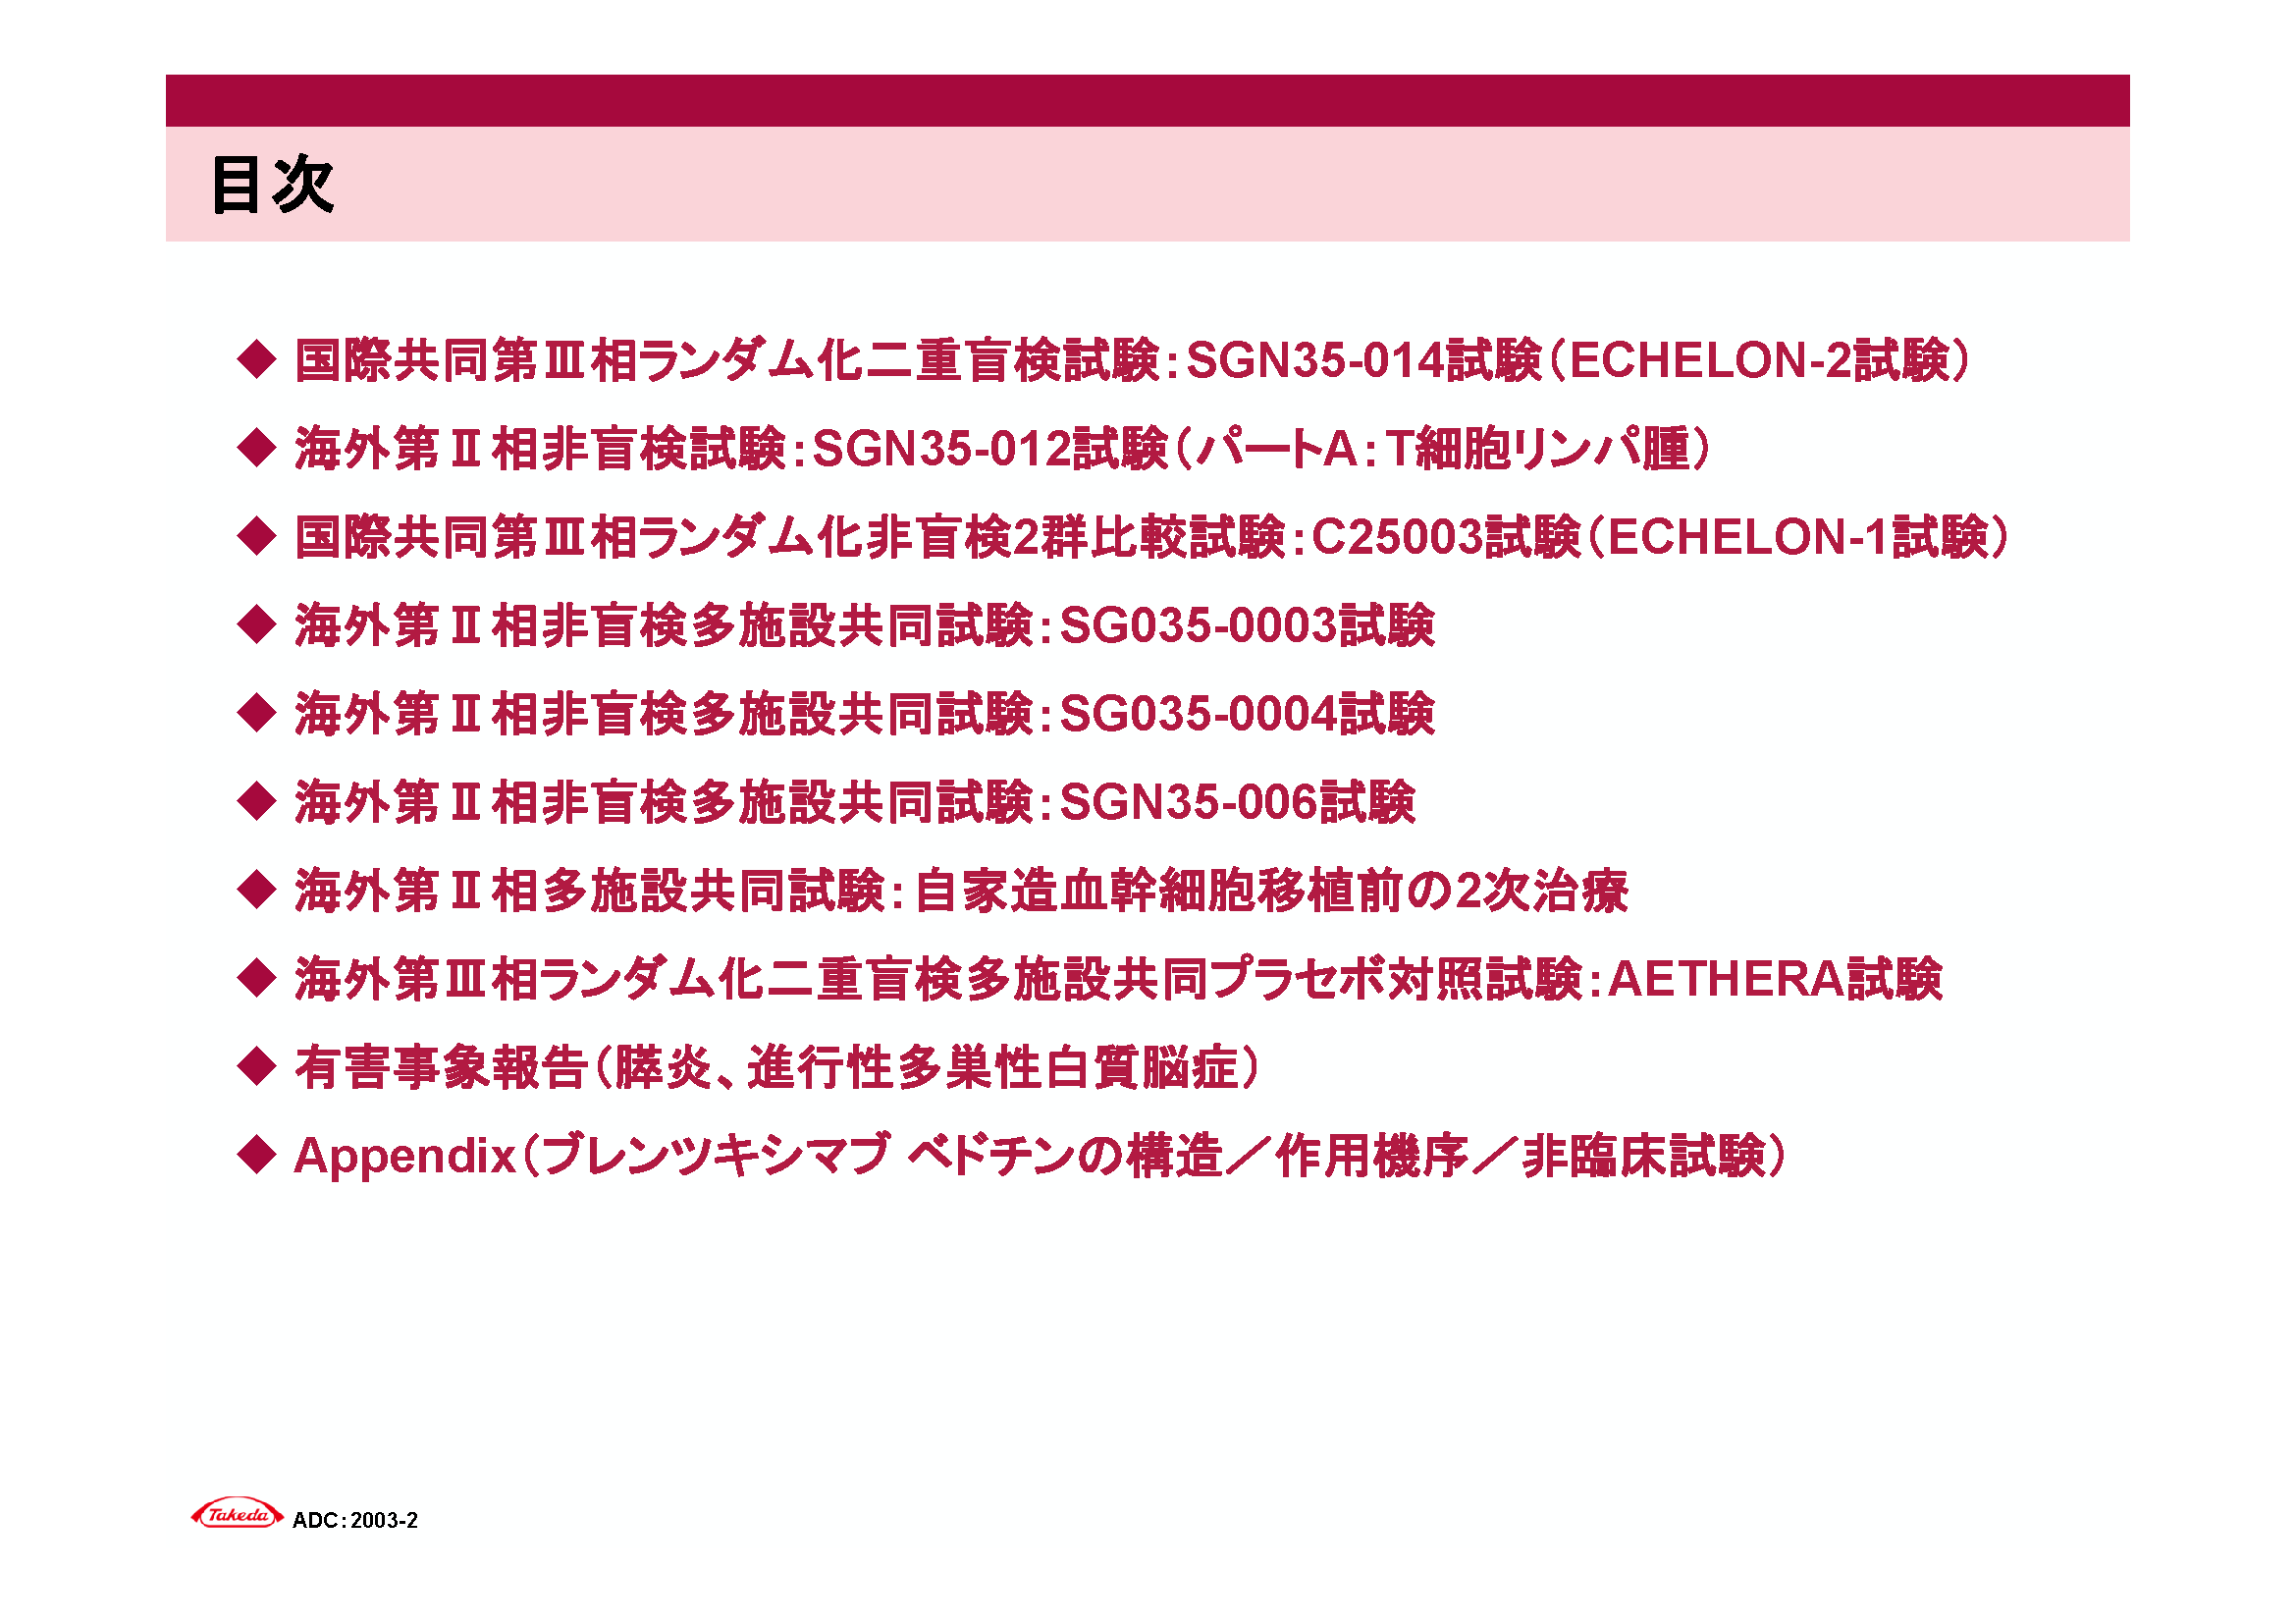 目次
◆ 国際共同第Ⅲ相ランダム化二重盲検試験：SGN35-014試験（ECHELON-2試験）
◆ 海外第Ⅱ相非盲検試験：SGN35-012試験（パートA：T細胞リンパ腫）
◆ 国際共同第Ⅲ相ランダム化非盲検2群比較試験：C25003試験（ECHELON-1試験）
◆ 海外第Ⅱ相非盲検多施設共同試験：SG035-0003試験
◆ 海外第Ⅱ相非盲検多施設共同試験：SG035-0004試験
◆ 海外第Ⅱ相非盲検多施設共同試験：SGN35-006試験
◆ 海外第Ⅱ相多施設共同試験：自家造血幹細胞移植前の2次治療
◆ 海外第Ⅲ相ランダム化二重盲検多施設共同プラセボ対照試験：AETHERA試験
◆ 有害事象報告（膵炎、進行性多巣性白質脳症）
◆ Appendix（ブレンツキシマブ ベドチンの構造／作用機序／非臨床試験）
Takeda ADC：2003-2